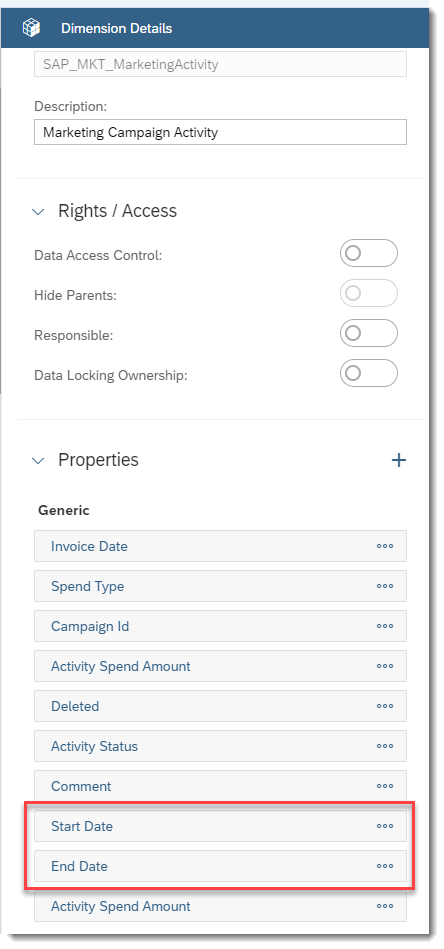 Dimension Details
SAP_MKT_MarketingActivity
Description:
Marketing Campaign Activity
Rights / Access
Data Access Control:
Hide Parents:
Responsible:
Data Locking Ownership:
Properties
Generic
Invoice Date
Spend Type
Campaign Id
Activity Spend Amount
Deleted
Activity Status
Comment
Start Date
End Date
Activity Spend Amount